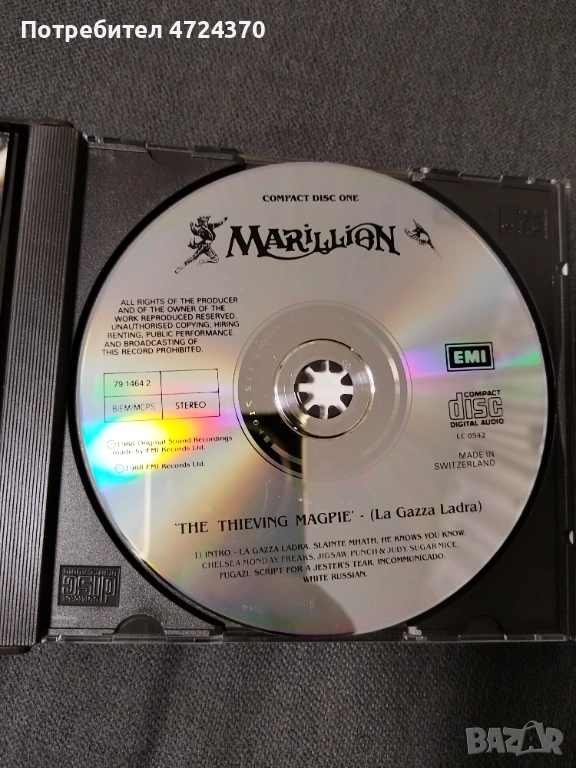 Потребител 4724370
COMPACT DISC ONE
MARILLION
ALL RIGHTS OF THE PRODUCER
AND OF THE OWNER OF THE
WORK REPRODUCED RESERVED.
UNAUTHORISED COPYING, HIRING
RENTING, PUBLIC PERFORMANCE
AND BROADCASTING OF
THIS RECORD PROHIBITED.
EMI
79 1464 2
BIEM/MCPS STEREO
COMPACT
disc
DIGITAL AUDIO
LC 0542
Ⓟ1988 Original Sound Recordings
made by EMI Records Ltd.
©1988 EMI Records Ltd.
MADE IN
SWITZERLAND
'THE THIEVING MAGPIE' - (La Gazza Ladra)
1) INTRO - LA GAZZA LADRA. SLAINTE MHATH. HE KNOWS YOU KNOW.
CHELSEA MONDAY. FREAKS. JIGSAW. PUNCH & JUDY. SUGAR MICE.
FUGAZI. SCRIPT FOR A JESTER'S TEAR. INCOMMUNICADO.
WHITE RUSSIAN.
disc
BAZAR